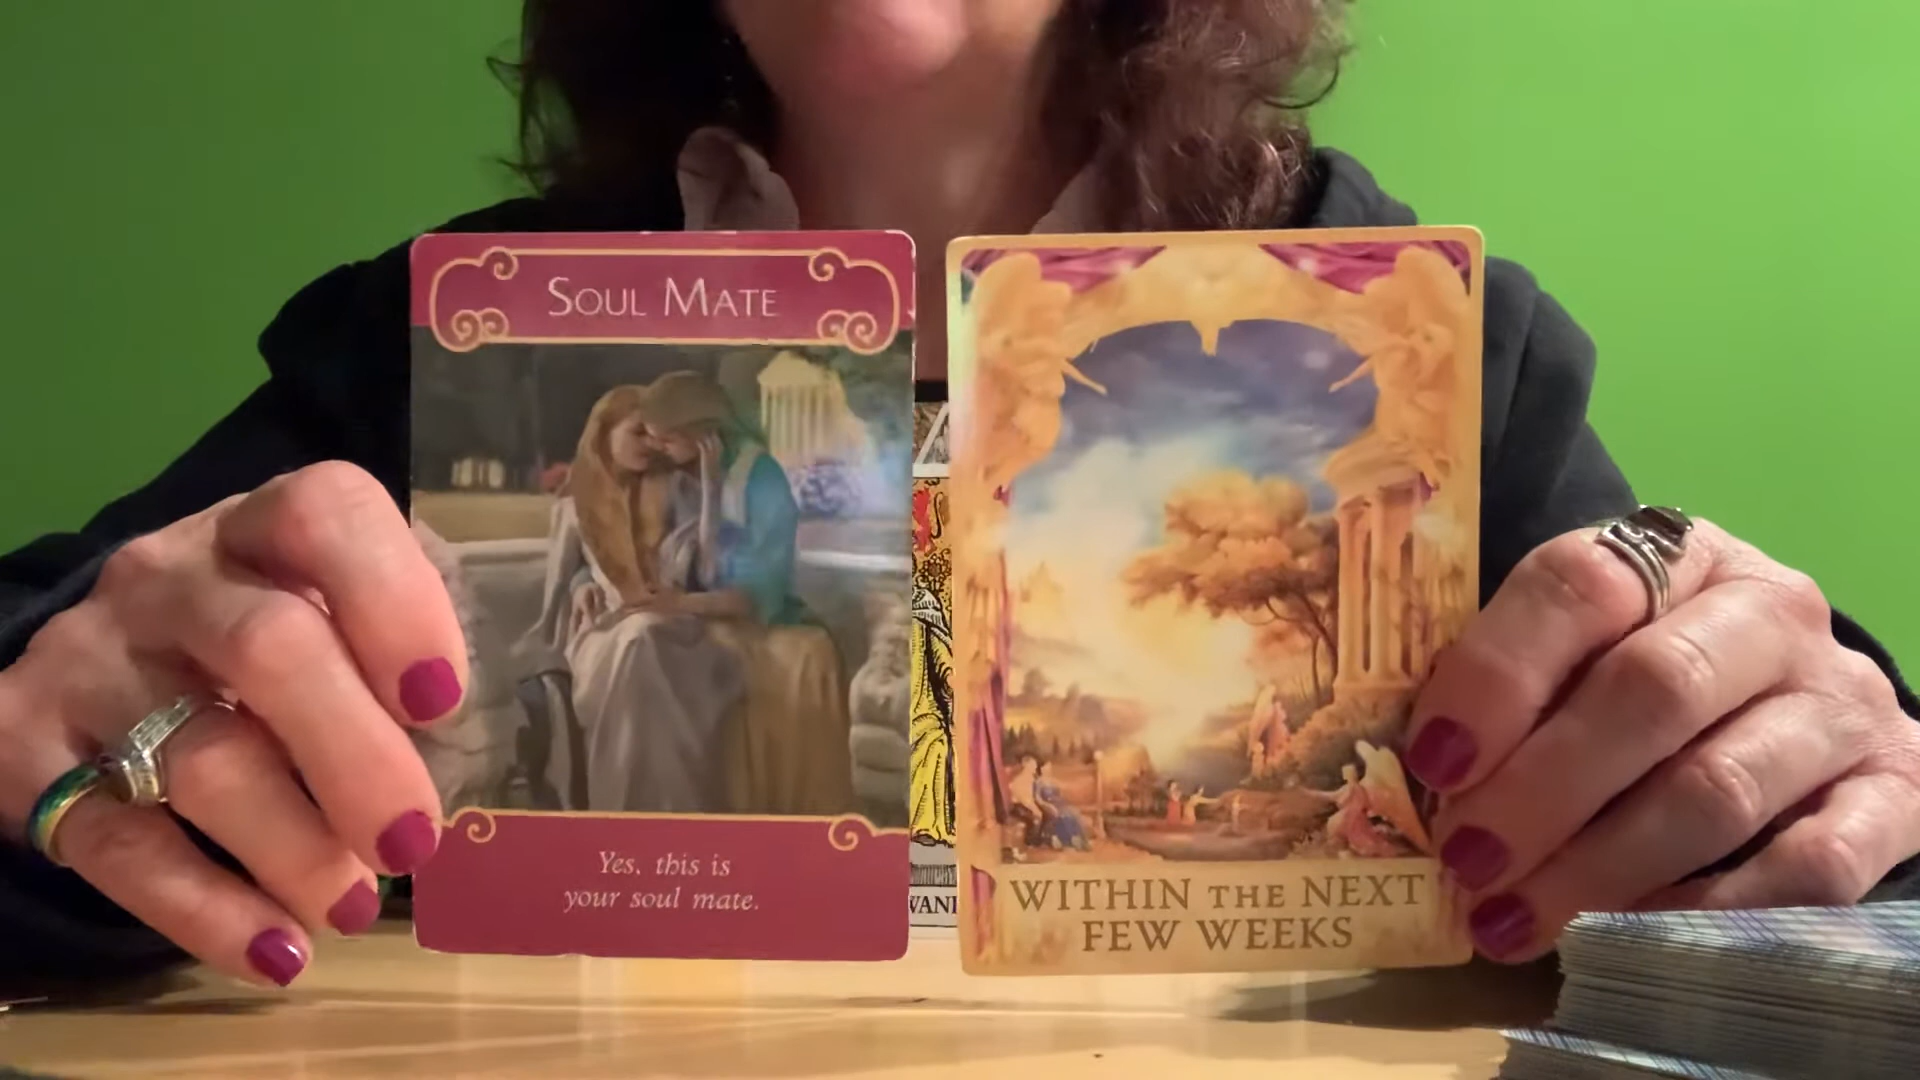 SOUL MATE
Yes, this is
your soul mate.
WITHIN THE NEXT
FEW WEEKS